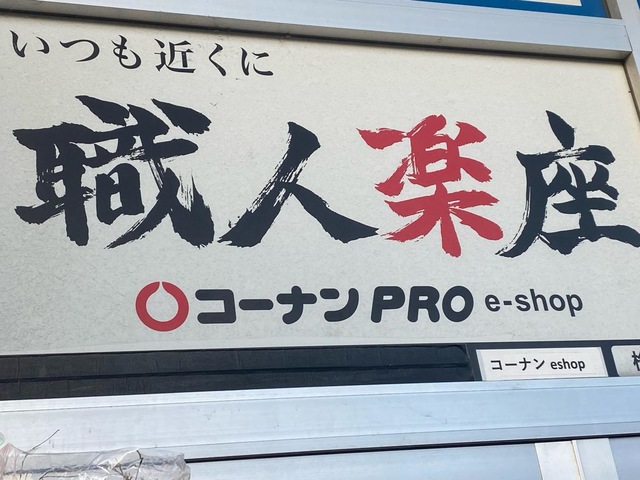 いつも近くに
職人楽座
コーナンPRO e-shop
コーナン eshop